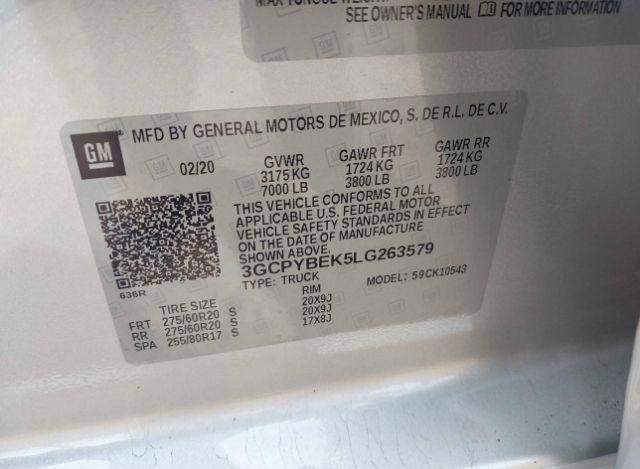 SEE OWNER'S MANUAL FOR MORE INFORMATION
GM
MFD BY GENERAL MOTORS DE MEXICO, S. DE R.L. DE C.V.
02/20 GVWR GAWR FRT GAWR RR
3175 KG 1724 KG 1724 KG
7000 LB 3800 LB 3800 LB
THIS VEHICLE CONFORMS TO ALL
APPLICABLE U.S. FEDERAL MOTOR
VEHICLE SAFETY STANDARDS IN EFFECT
ON THE DATE OF MANUFACTURE
SHOWN ABOVE.
3GCPYBEK5LG263579
TYPE: TRUCK MODEL: 59CK10543
636R
TIRE SIZE RIM
FRT 275/60R20 S 20X9J
RR 275/60R20 S 20X9J
SPA 255/80R17 S 17X8J